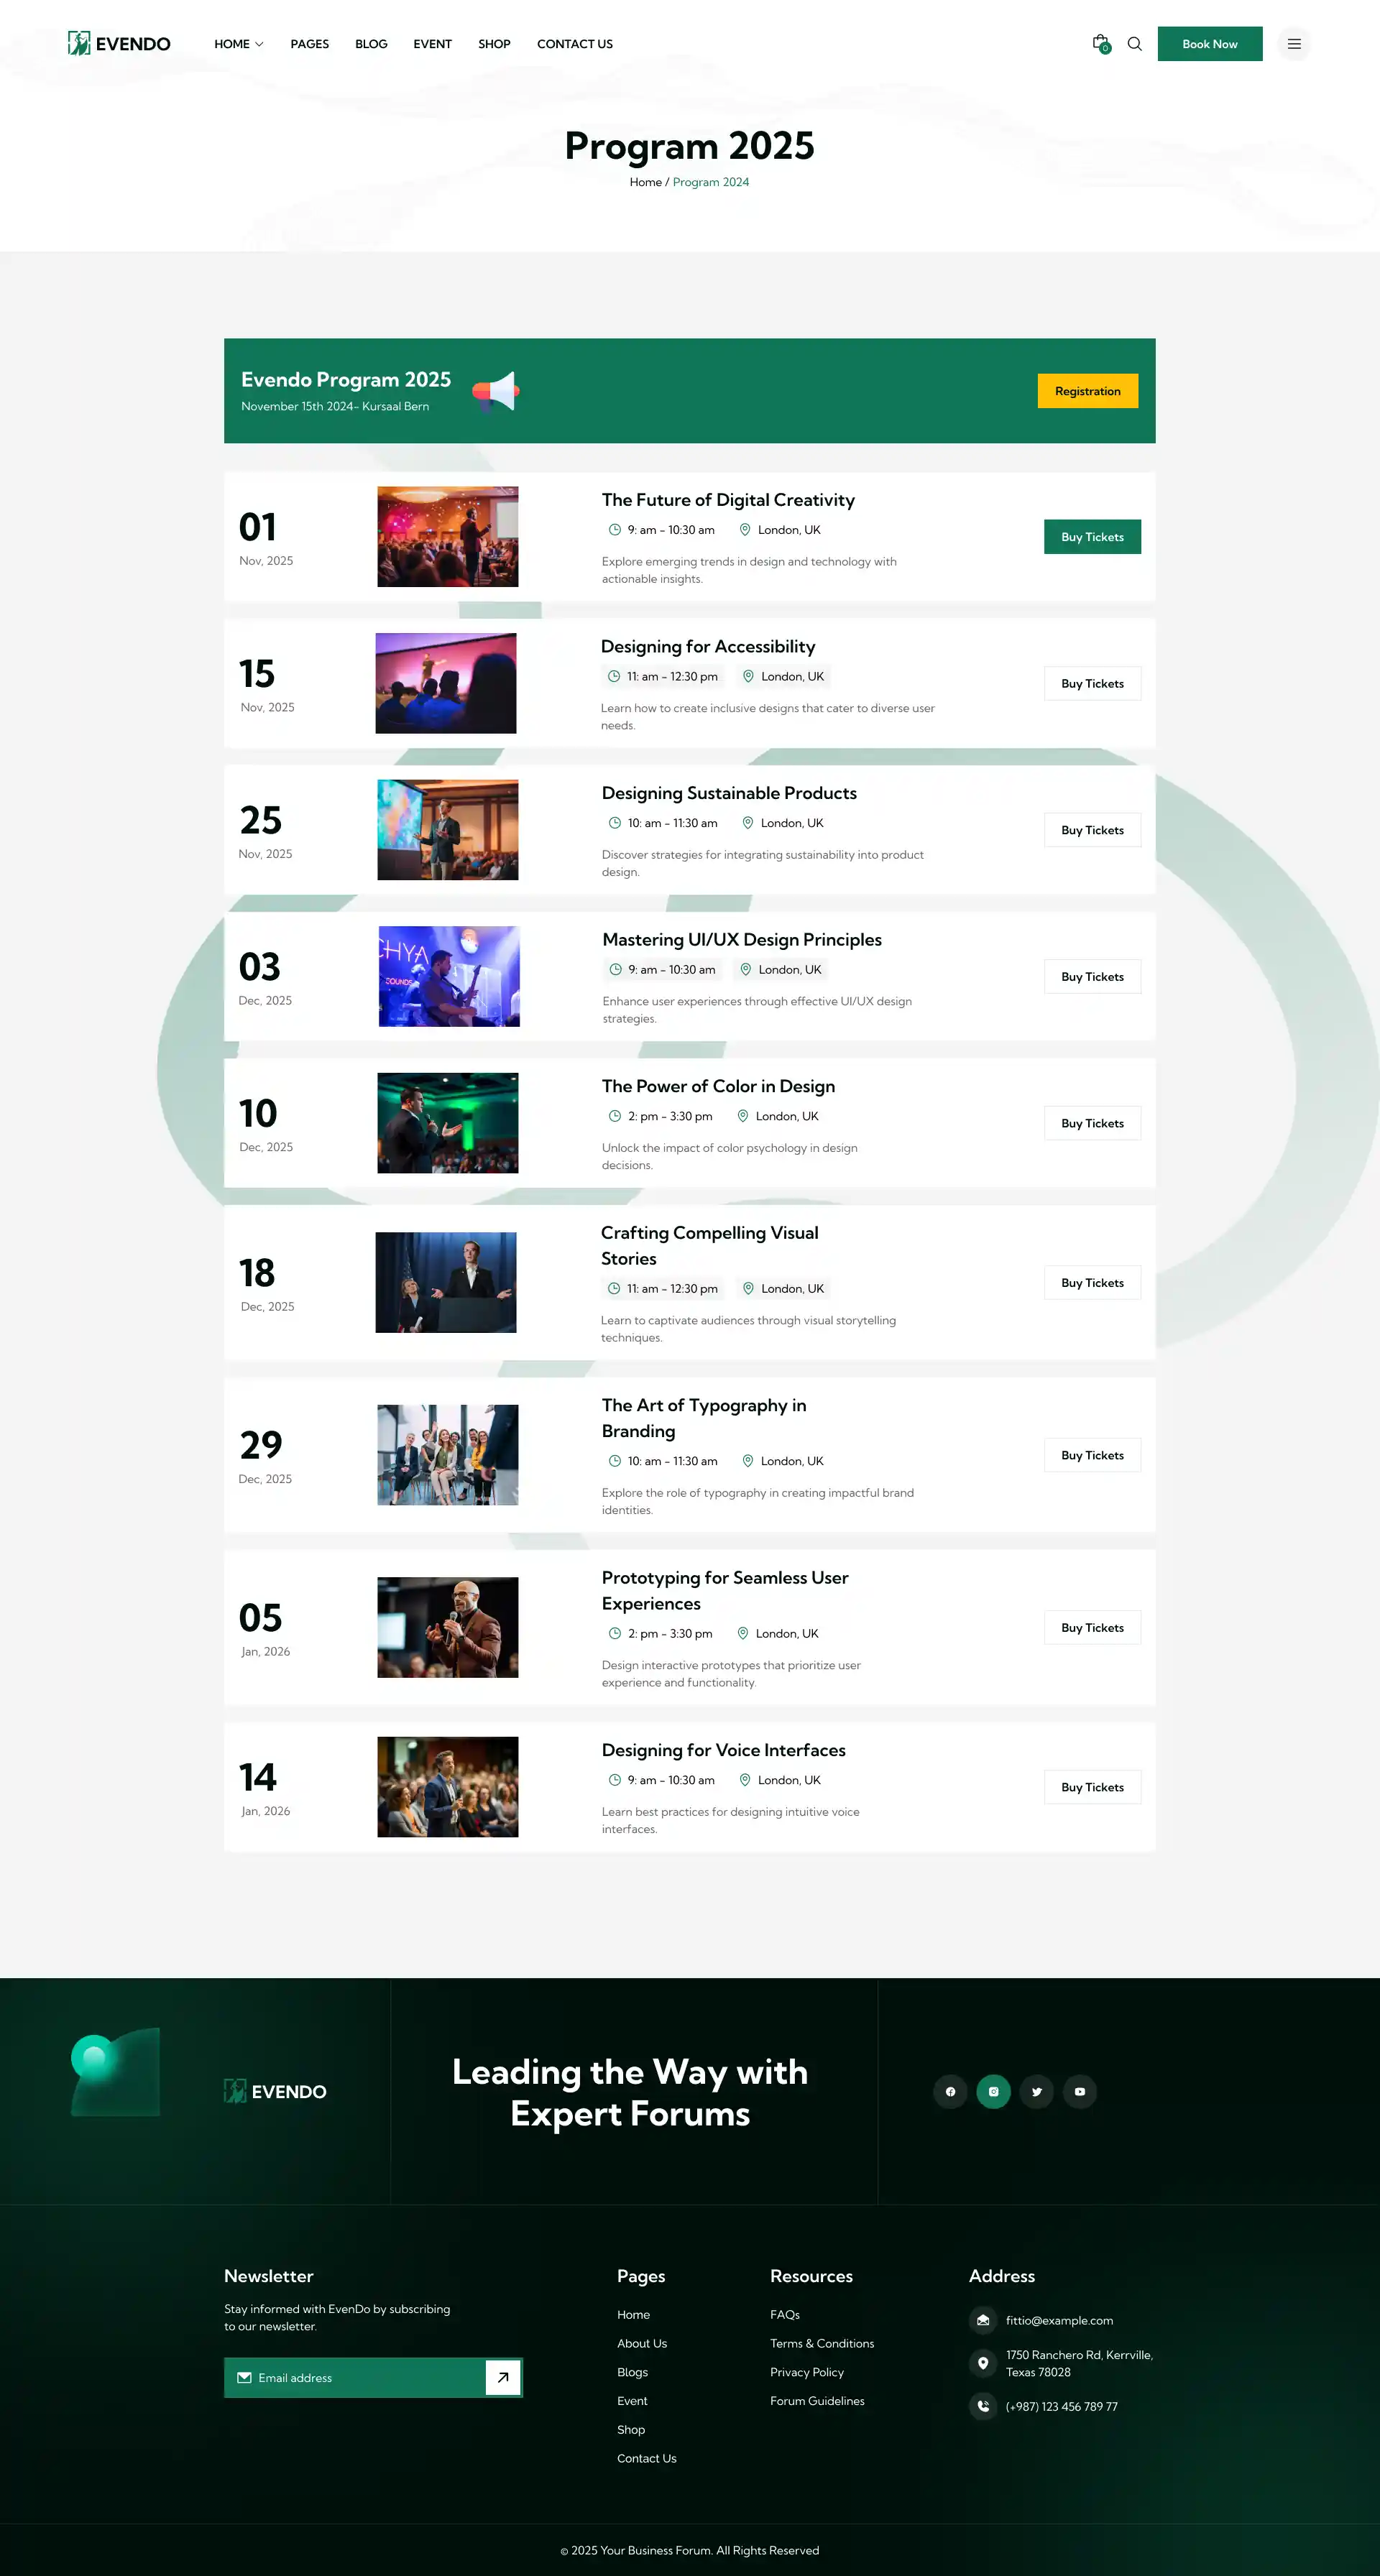 EVENDO
HOME
PAGES
BLOG
EVENT
SHOP
CONTACT US
0
Book Now
Program 2025
Home / Program 2024
Evendo Program 2025
November 15th 2024- Kursaal Bern
Registration
01
Nov, 2025
The Future of Digital Creativity
9: am - 10:30 am
London, UK
Explore emerging trends in design and technology with
actionable insights.
Buy Tickets
15
Nov, 2025
Designing for Accessibility
11: am - 12:30 pm
London, UK
Learn how to create inclusive designs that cater to diverse user
needs.
Buy Tickets
25
Nov, 2025
Designing Sustainable Products
10: am - 11:30 am
London, UK
Discover strategies for integrating sustainability into product
design.
Buy Tickets
03
Dec, 2025
CHYA
Mastering UI/UX Design Principles
9: am - 10:30 am
London, UK
Enhance user experiences through effective UI/UX design
strategies.
Buy Tickets
10
Dec, 2025
The Power of Color in Design
2: pm - 3:30 pm
London, UK
Unlock the impact of color psychology in design
decisions.
Buy Tickets
18
Dec, 2025
Crafting Compelling Visual
Stories
11: am - 12:30 pm
London, UK
Learn to captivate audiences through visual storytelling
techniques.
Buy Tickets
29
Dec, 2025
The Art of Typography in
Branding
10: am - 11:30 am
London, UK
Explore the role of typography in creating impactful brand
identities.
Buy Tickets
05
Jan, 2026
Prototyping for Seamless User
Experiences
2: pm - 3:30 pm
London, UK
Design interactive prototypes that prioritize user
experience and functionality.
Buy Tickets
14
Jan, 2026
Designing for Voice Interfaces
9: am - 10:30 am
London, UK
Learn best practices for designing intuitive voice
interfaces.
Buy Tickets
EVENDO
Leading the Way with
Expert Forums
Newsletter
Stay informed with EvenDo by subscribing
to our newsletter.
Email address
Pages
Home
About Us
Blogs
Event
Shop
Contact Us
Resources
FAQs
Terms & Conditions
Privacy Policy
Forum Guidelines
Address
fittio@example.com
1750 Ranchero Rd, Kerrville,
Texas 78028
(+987) 123 456 789 77
© 2025 Your Business Forum. All Rights Reserved